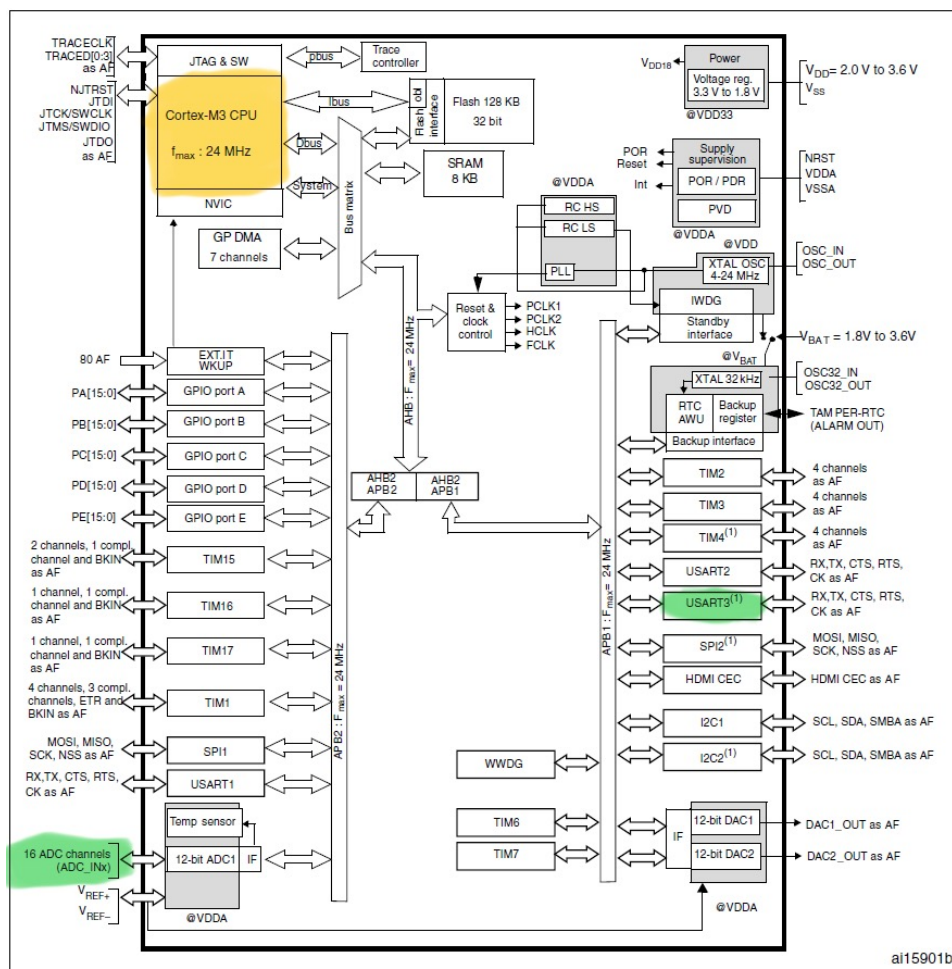 TRACECLK
TRACED[0:3]
as AF
NJTRST
JTDI
JTCK/SWCLK
JTMS/SWDIO
JTDO
as AF
JTAG & SW
pbus
Trace
controller
Cortex-M3 CPU
fmax : 24 MHz
NVIC
Ibus
Dbus
System
Bus matrix
Flash obl
interface
Flash 128 KB
32 bit
SRAM
8 KB
GP DMA
7 channels
VDD18
Power
Voltage reg.
3.3 V to 1.8 V
@VDD33
VDD= 2.0 V to 3.6 V
VSS
POR
Reset
Int
Supply
supervision
POR / PDR
PVD
@VDDA
NRST
VDDA
VSSA
@VDDA
RC HS
RC LS
PLL
@VDD
XTAL OSC
4-24 MHz
OSC_IN
OSC_OUT
IWDG
Standby
interface
Reset &
clock
control
PCLK1
PCLK2
HCLK
FCLK
VBAT = 1.8V to 3.6V
@VBAT
XTAL 32kHz
OSC32_IN
OSC32_OUT
RTC
AWU
Backup
register
Backup interface
TAM PER-RTC
(ALARM OUT)
AHB : Fmax= 24 MHz
AHB2
APB2
AHB2
APB1
80 AF
EXT.IT
WKUP
PA[15:0]
GPIO port A
PB[15:0]
GPIO port B
PC[15:0]
GPIO port C
PD[15:0]
GPIO port D
PE[15:0]
GPIO port E
2 channels, 1 compl.
channel and BKIN
as AF
TIM15
1 channel, 1 compl.
channel and BKIN
as AF
TIM16
1 channel, 1 compl.
channel and BKIN
as AF
TIM17
4 channels, 3 compl.
channels, ETR and
BKIN as AF
TIM1
MOSI, MISO,
SCK, NSS as AF
SPI1
RX,TX, CTS, RTS,
CK as AF
USART1
Temp sensor
16 ADC channels
(ADC_INx)
12-bit ADC1
IF
VREF+
VREF–
@VDDA
APB2 : Fmax = 24 MHz
APB1 : Fmax = 24 MHz
TIM2
4 channels
as AF
TIM3
4 channels
as AF
TIM4(1)
4 channels
as AF
USART2
RX,TX, CTS, RTS,
CK as AF
USART3(1)
RX,TX, CTS, RTS,
CK as AF
SPI2(1)
MOSI, MISO,
SCK, NSS as AF
HDMI CEC
HDMI CEC as AF
I2C1
SCL, SDA, SMBA as AF
I2C2(1)
SCL, SDA, SMBA as AF
WWDG
TIM6
TIM7
IF
12-bit DAC1
DAC1_OUT as AF
12-bit DAC2
DAC2_OUT as AF
@VDDA
ai15901b